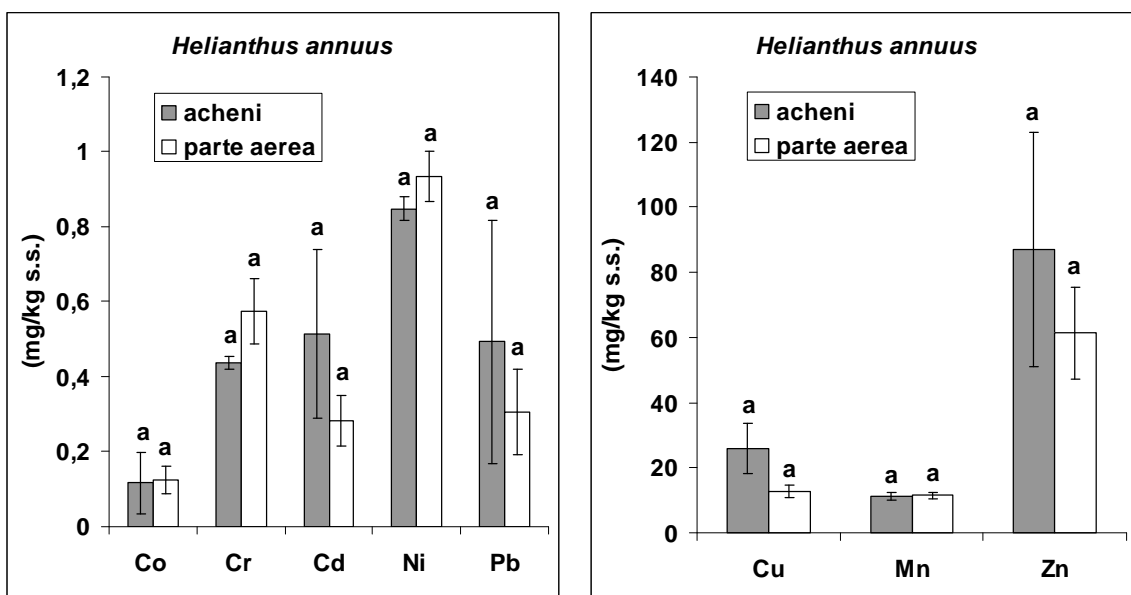 Helianthus annuus
1,2
1
0,8
0,6
0,4
0,2
0
(mg/kg s.s.)
acheni
parte aerea
a a a a a a a a a a
Co Cr Cd Ni Pb
Helianthus annuus
140
120
100
80
60
40
20
0
(mg/kg s.s.)
acheni
parte aerea
a a a a a a
Cu Mn Zn